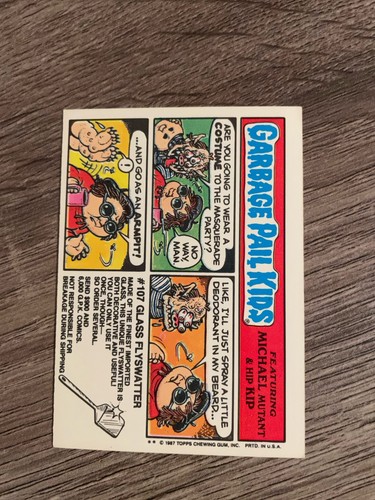 GARBAGE PAIL KIDS
FEATURING
MICHAEL MUTANT
& HIP KIP
ARE YOU GOING TO WEAR A
COSTUME TO THE MASQUERADE
PARTY?
NO
WAY,
MAN
LIKE, I'LL JUST SPRAY A LITTLE
DEODORANT IN MY BEARD...
...AND GO AS AN ARMPIT!
!
#107 GLASS FLYSWATTER
MADE OF THE FINEST IMPORTED
GLASS, THIS UNIQUE FLYSWATTER IS
BOTH DECORATIVE AND USEFUL!
YOU CAN ONLY USE IT
ONCE, THOUGH—
SO ORDER SEVERAL.
SEND $900 AND
6,000 G.P.K. COMICS.
NOT RESPONSIBLE FOR
BREAKAGE DURING SHIPPING
** © 1987 TOPPS CHEWING GUM, INC. PRTD. IN U.S.A.